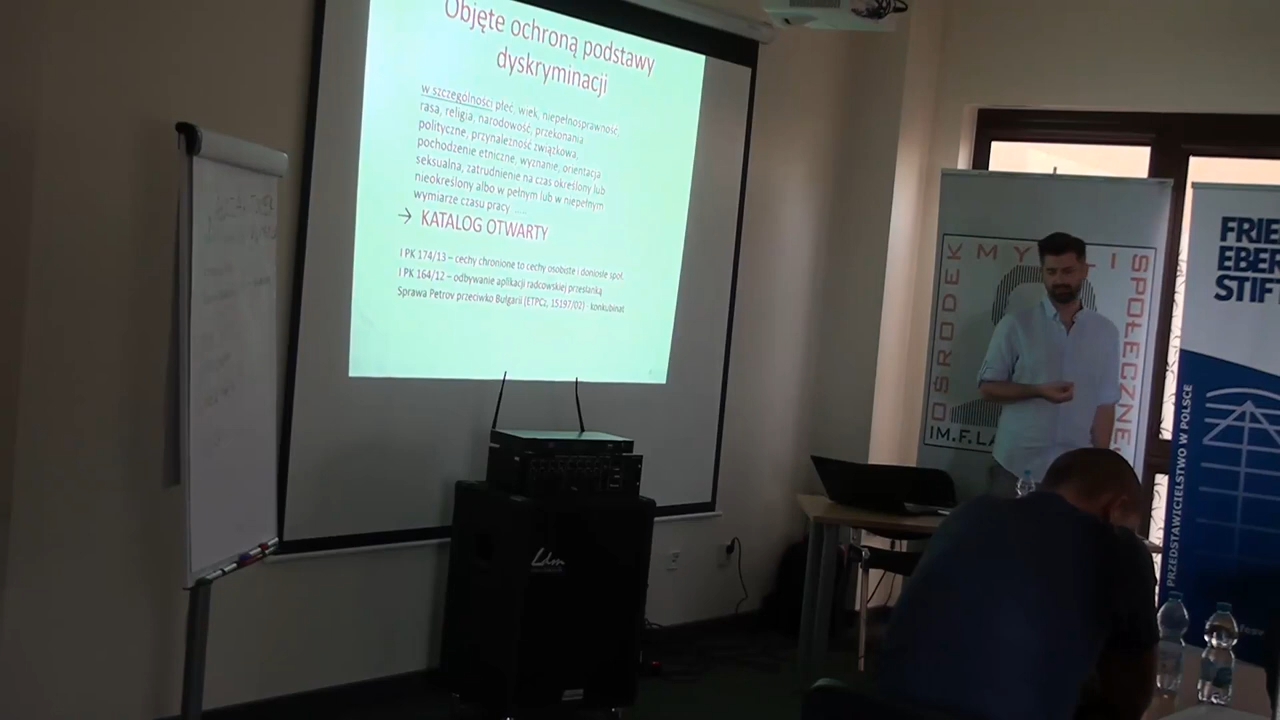 Objęte ochroną podstawy
dyskryminacji
w szczególności płeć, wiek, niepełnosprawność,
rasa, religia, narodowość, przekonania
polityczne, przynależność związkowa,
pochodzenie etniczne, wyznanie, orientacja
seksualna, zatrudnienie na czas określony lub
nieokreślony albo w pełnym lub w niepełnym
wymiarze czasu pracy ....
→ KATALOG OTWARTY
I PK 174/13 – cechy chronione to cechy osobiste i doniosłe społ.
I PK 164/12 – odbywanie aplikacji radcowskiej przesłanką
Sprawa Petrov przeciwko Bułgarii (ETPCz, 15197/02) - konkubinat
Ldm
OŚRODEK MYŚLI SPOŁECZNEJ
IM.F.LA
FRIE
EBER
STIFT
PRZEDSTAWICIELSTWO W POLSCE